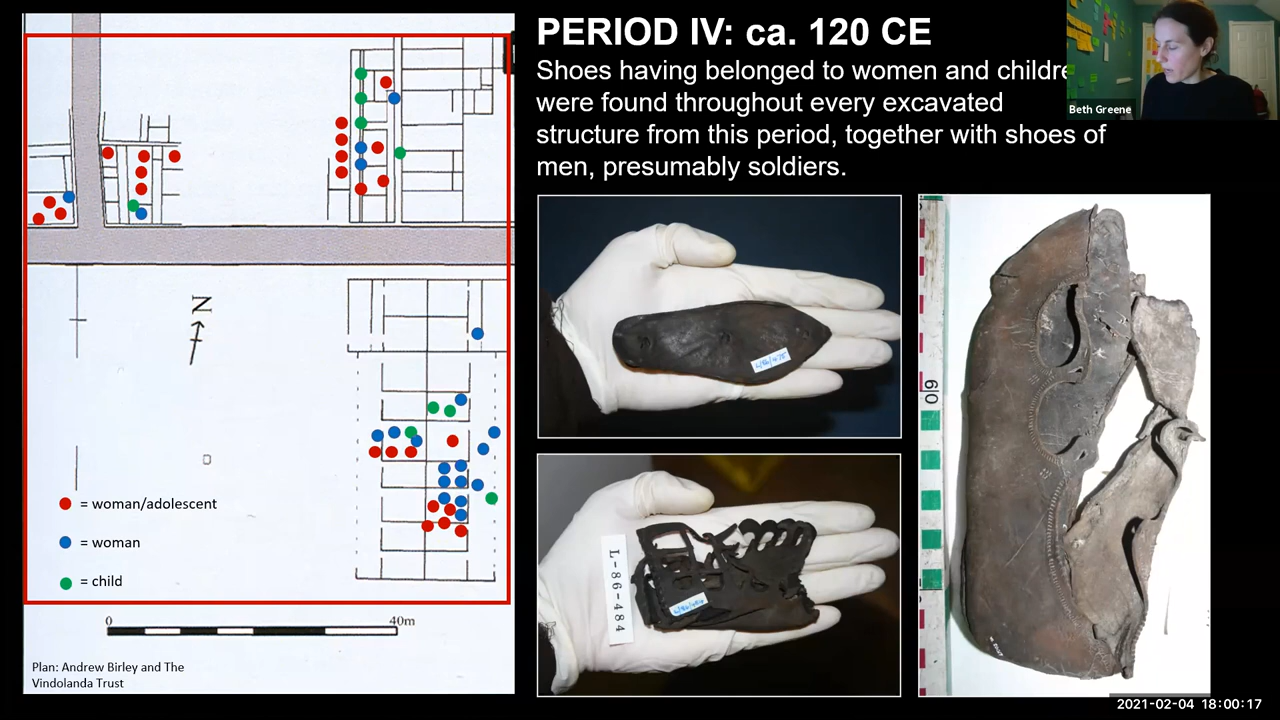 PERIOD IV: ca. 120 CE
Shoes having belonged to women and childre
were found throughout every excavated
structure from this period, together with shoes of
men, presumably soldiers.
Beth Greene
N
= woman/adolescent
= woman
= child
0
40m
Plan: Andrew Birley and The
Vindolanda Trust
L-86-484
2021-02-04 18:00:17